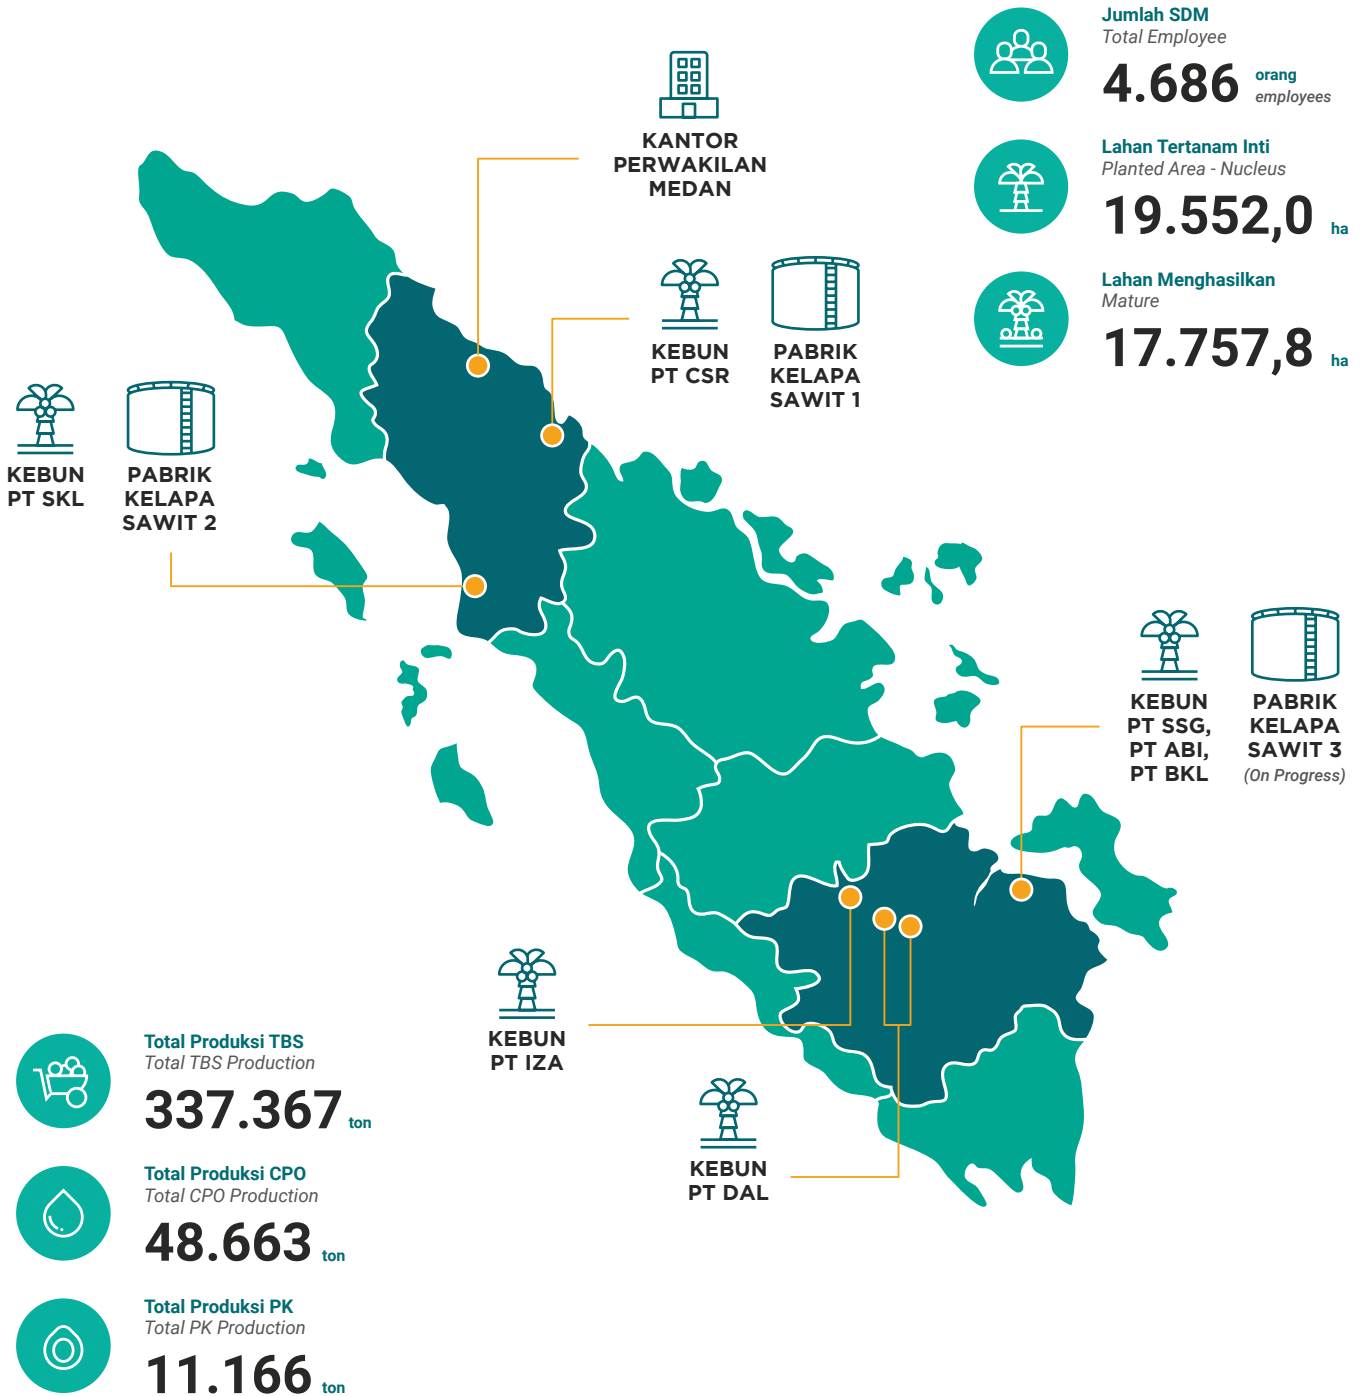 Jumlah SDM
Total Employee
4.686 orang
employees
Lahan Tertanam Inti
Planted Area - Nucleus
19.552,0 ha
Lahan Menghasilkan
Mature
17.757,8 ha
KANTOR
PERWAKILAN
MEDAN
KEBUN
PT CSR
PABRIK
KELAPA
SAWIT 1
KEBUN
PT SKL
PABRIK
KELAPA
SAWIT 2
KEBUN
PT SSG,
PT ABI,
PT BKL
PABRIK
KELAPA
SAWIT 3
(On Progress)
KEBUN
PT IZA
KEBUN
PT DAL
Total Produksi TBS
Total TBS Production
337.367 ton
Total Produksi CPO
Total CPO Production
48.663 ton
Total Produksi PK
Total PK Production
11.166 ton